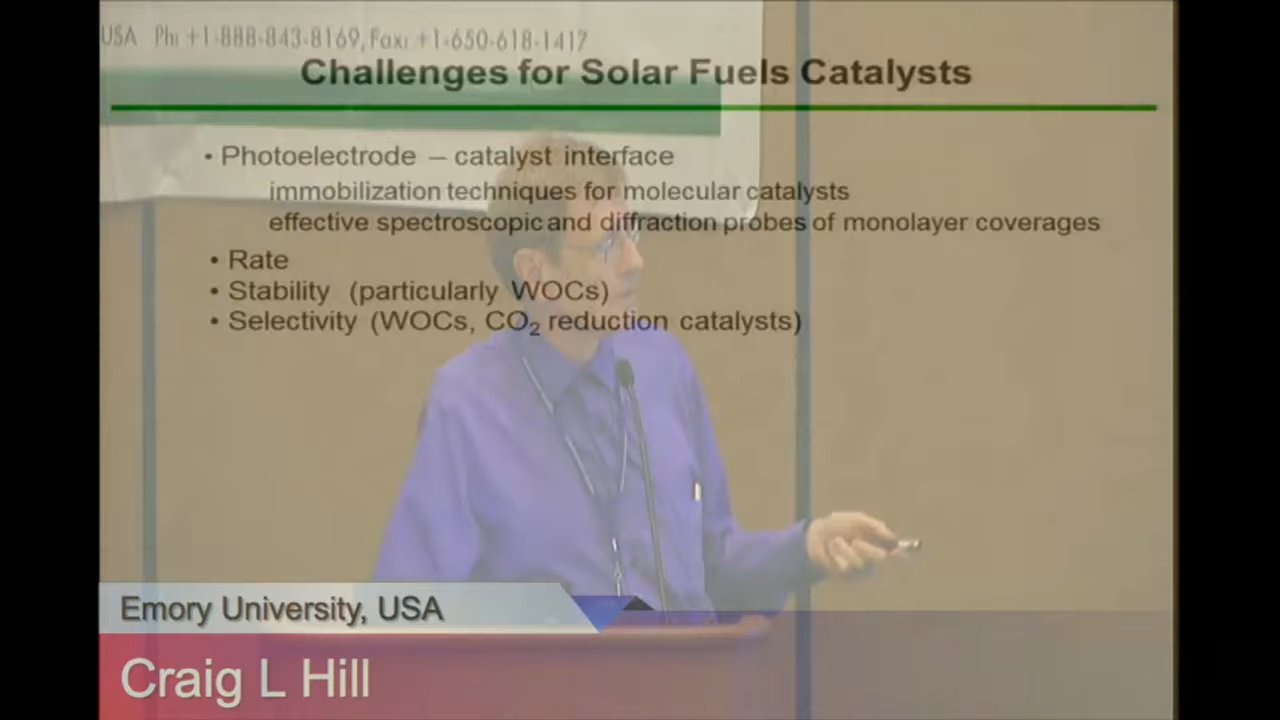 USA Ph: +1-888-843-8169, Fax: +1-650-618-1417
Challenges for Solar Fuels Catalysts
• Photoelectrode – catalyst interface
immobilization techniques for molecular catalysts
effective spectroscopic and diffraction probes of monolayer coverages
• Rate
• Stability (particularly WOCs)
• Selectivity (WOCs, CO₂ reduction catalysts)
Emory University, USA
Craig L Hill